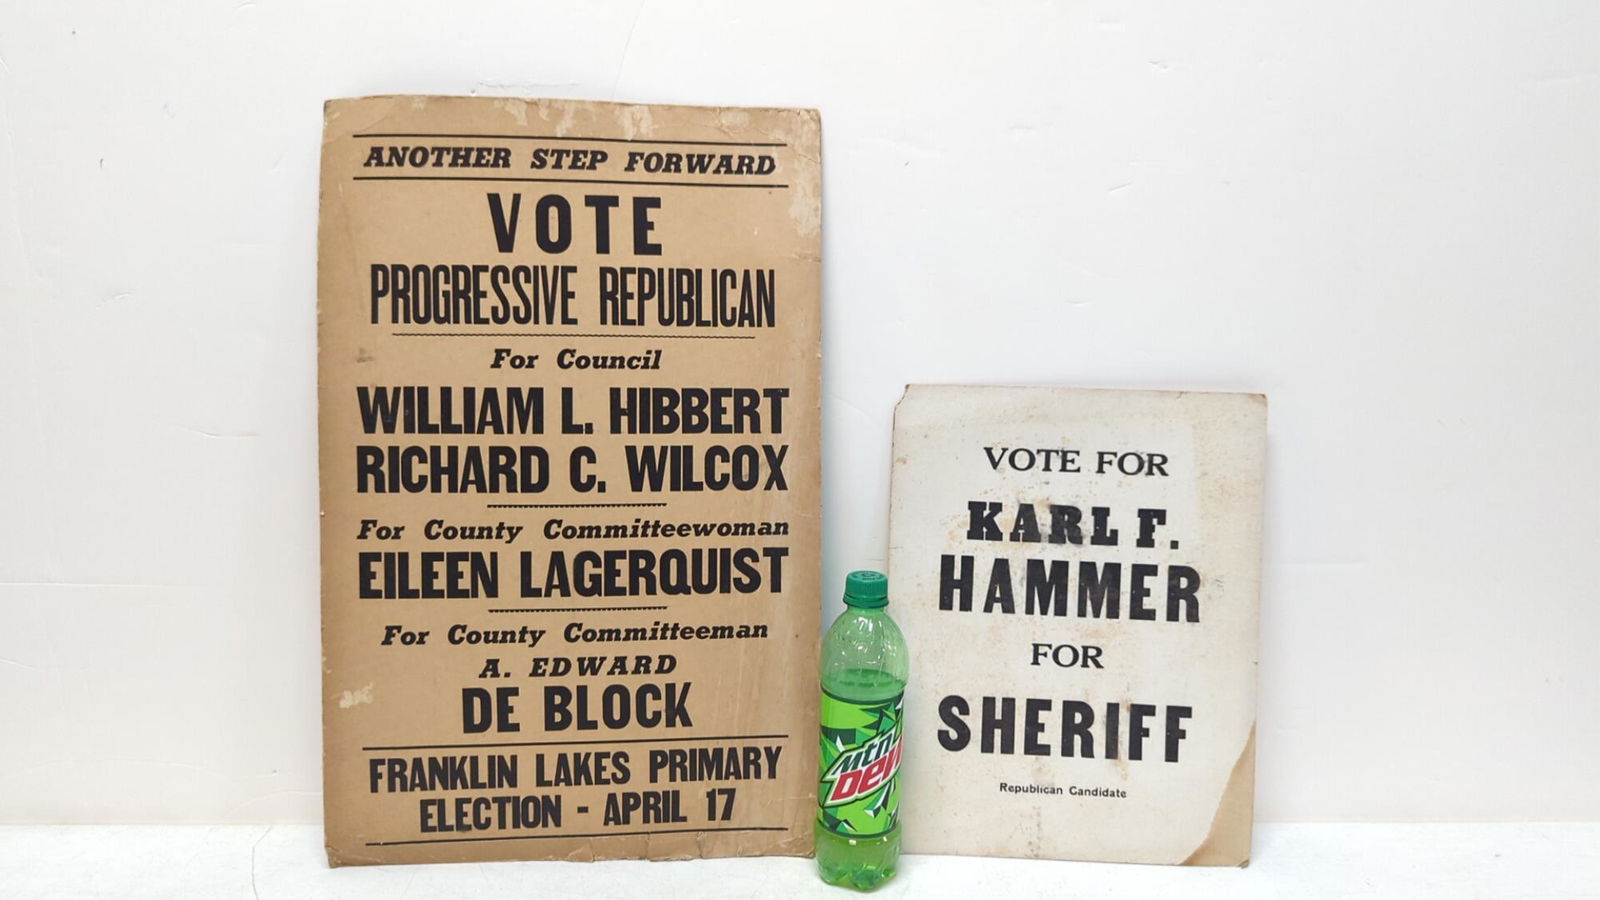 ANOTHER STEP FORWARD
VOTE
PROGRESSIVE REPUBLICAN
For Council
WILLIAM L. HIBBERT
RICHARD C. WILCOX
For County Committeewoman
EILEEN LAGERQUIST
For County Committeeman
A. EDWARD
DE BLOCK
FRANKLIN LAKES PRIMARY
ELECTION - APRIL 17
Mtn
Dew
VOTE FOR
KARL F.
HAMMER
FOR
SHERIFF
Republican Candidate